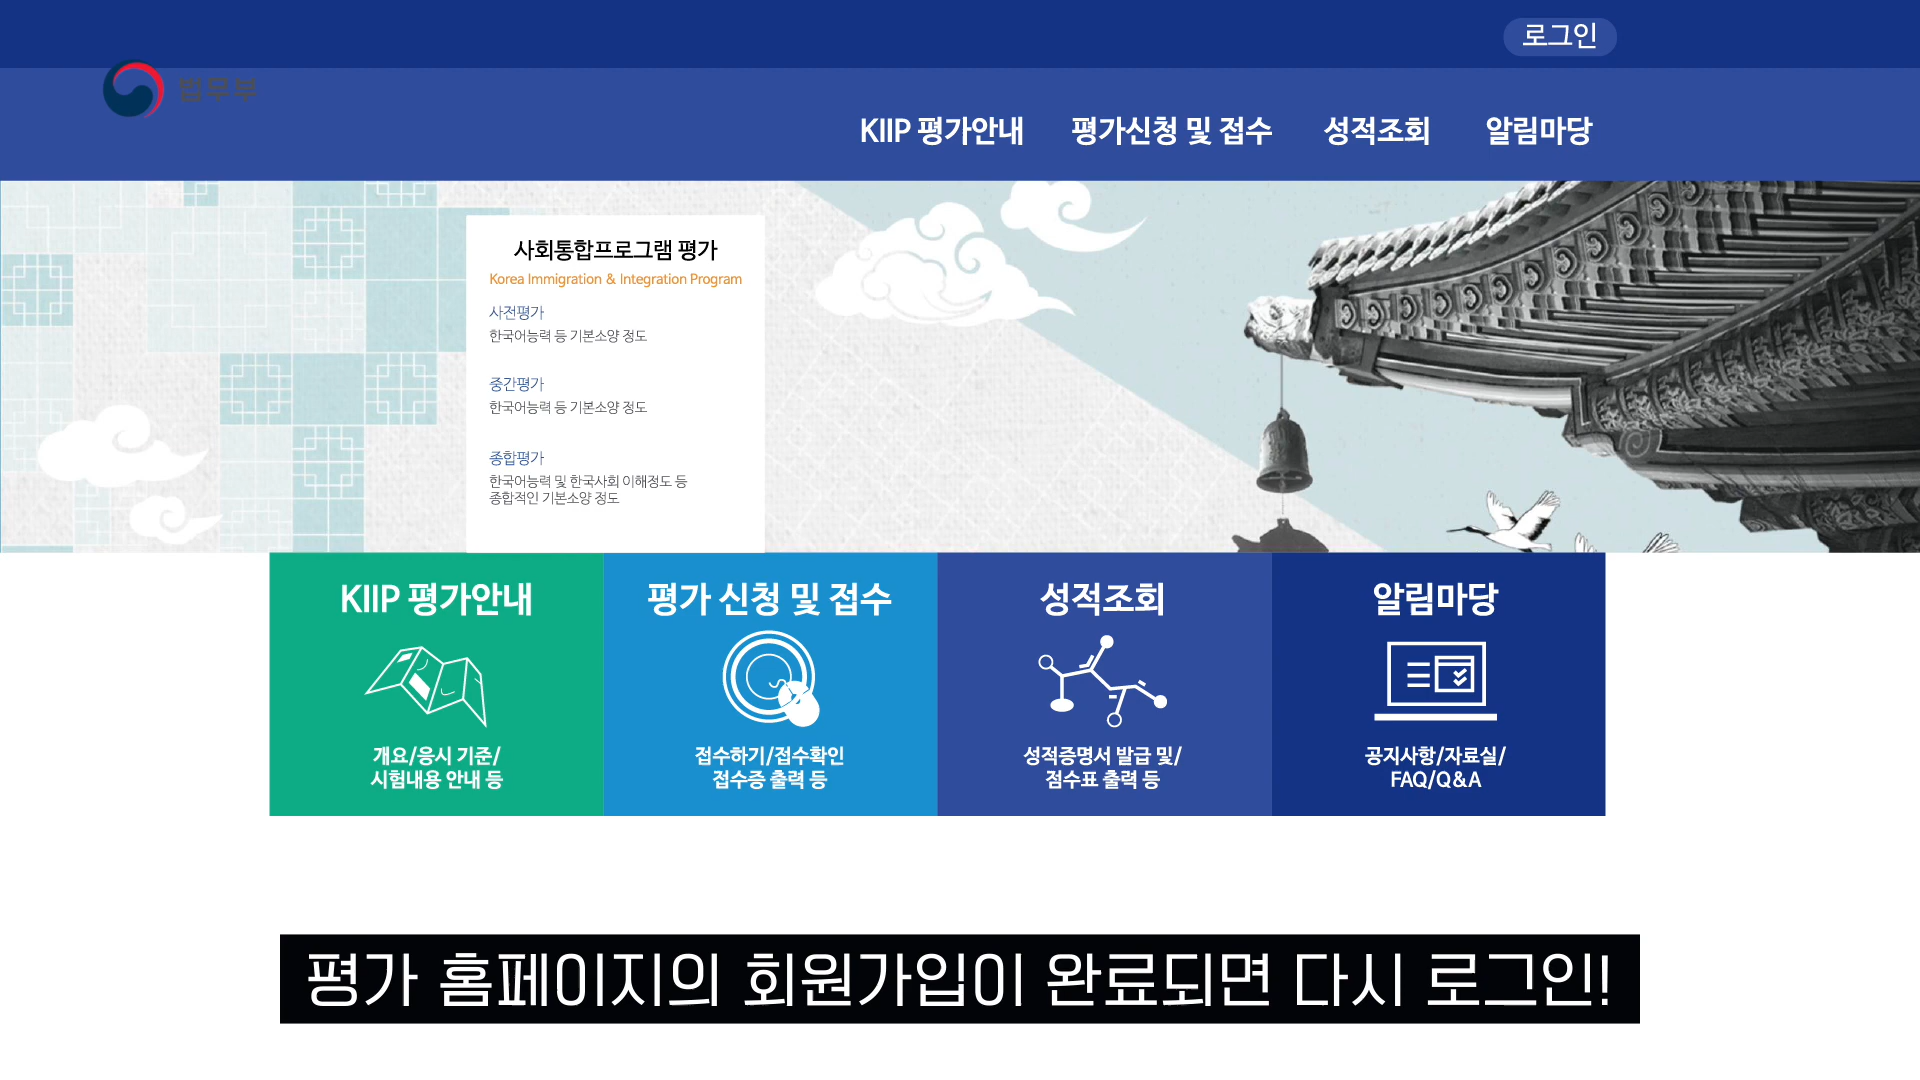 로그인
법무부
KIIP 평가안내 평가신청 및 접수 성적조회 알림마당
사회통합프로그램 평가
Korea Immigration & Integration Program
사전평가
한국어능력 등 기본소양 정도
중간평가
한국어능력 등 기본소양 정도
종합평가
한국어능력 및 한국사회 이해정도 등
종합적인 기본소양 정도
KIIP 평가안내
개요/응시 기준/
시험내용 안내 등
평가 신청 및 접수
접수하기/접수확인
접수증 출력 등
성적조회
성적증명서 발급 및/
점수표 출력 등
알림마당
공지사항/자료실/
FAQ/Q&A
평가 홈페이지의 회원가입이 완료되면 다시 로그인!